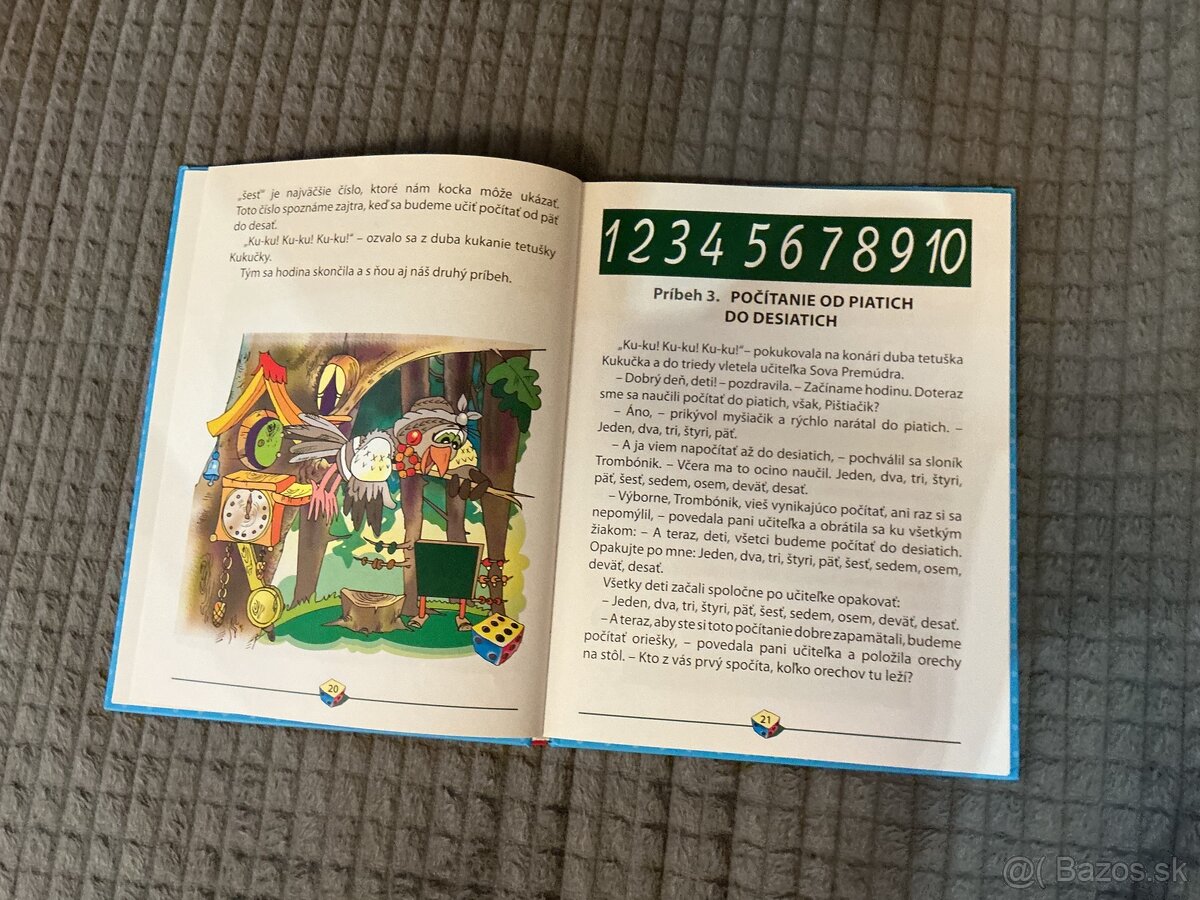 „šesť“ je najväčšie číslo, ktoré nám kocka môže ukázať.
Toto číslo spoznáme zajtra, keď sa budeme učiť počítať od päť
do desať.
„Ku-ku! Ku-ku! Ku-ku!“ – ozvalo sa z duba kukanie tetušky
Kukučky.
Tým sa hodina skončila a s ňou aj náš druhý príbeh.
20
1 2 3 4 5 6 7 8 9 10
Príbeh 3. POČÍTANIE OD PIATICH
DO DESIATICH
„Ku-ku! Ku-ku! Ku-ku!“ – pokukovala na konári duba tetuška
Kukučka a do triedy vletela učiteľka Sova Premúdra.
– Dobrý deň, deti! – pozdravila. – Začíname hodinu. Doteraz
sme sa naučili počítať do piatich, však, Pištiačik?
– Áno, – prikývol myšiačik a rýchlo narátal do piatich. –
Jeden, dva, tri, štyri, päť.
– A ja viem napočítať až do desiatich, – pochválil sa sloník
Trombónik. – Včera ma to ocino naučil. Jeden, dva, tri, štyri,
päť, šesť, sedem, osem, deväť, desať.
– Výborne, Trombónik, vieš vynikajúco počítať, ani raz si sa
nepomýlil, – povedala pani učiteľka a obrátila sa ku všetkým
žiakom: – A teraz, deti, všetci budeme počítať do desiatich.
Opakujte po mne: Jeden, dva, tri, štyri, päť, šesť, sedem, osem,
deväť, desať.
Všetky deti začali spoločne po učiteľke opakovať:
– Jeden, dva, tri, štyri, päť, šesť, sedem, osem, deväť, desať.
– A teraz, aby ste si toto počítanie dobre zapamätali, budeme
počítať oriešky, – povedala pani učiteľka a položila orechy
na stôl. – Kto z vás prvý spočíta, koľko orechov tu leží?
21
@( Bazos.sk